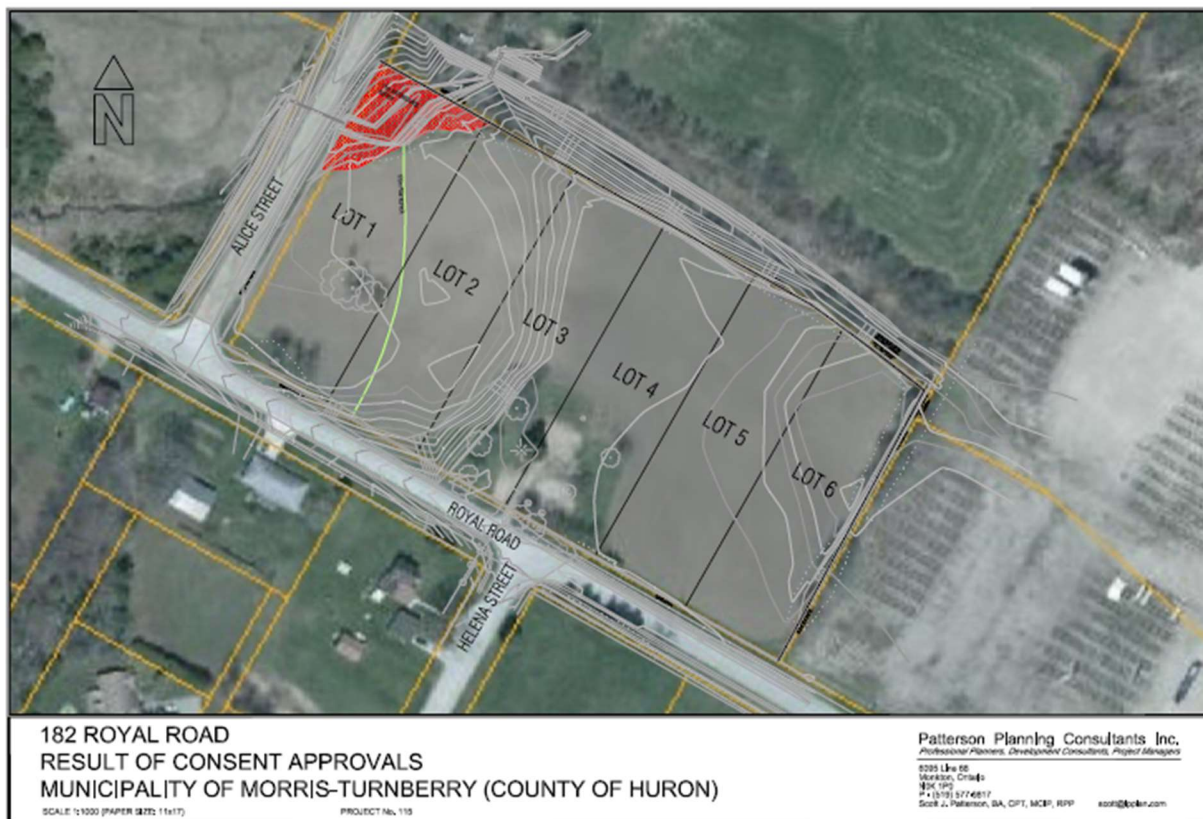 N
ALICE STREET
LOT 1
LOT 2
LOT 3
LOT 4
LOT 5
LOT 6
ROYAL ROAD
HELENA STREET
182 ROYAL ROAD
RESULT OF CONSENT APPROVALS
MUNICIPALITY OF MORRIS-TURNBERRY (COUNTY OF HURON)
SCALE 1:1000 (PAPER SIZE: 11x17) PROJECT No. 115
Patterson Planning Consultants Inc.
Professional Planners, Development Consultants, Project Managers
Monkton, Ontario
Scott J. Patterson, BA, CPT, MCIP, RPP